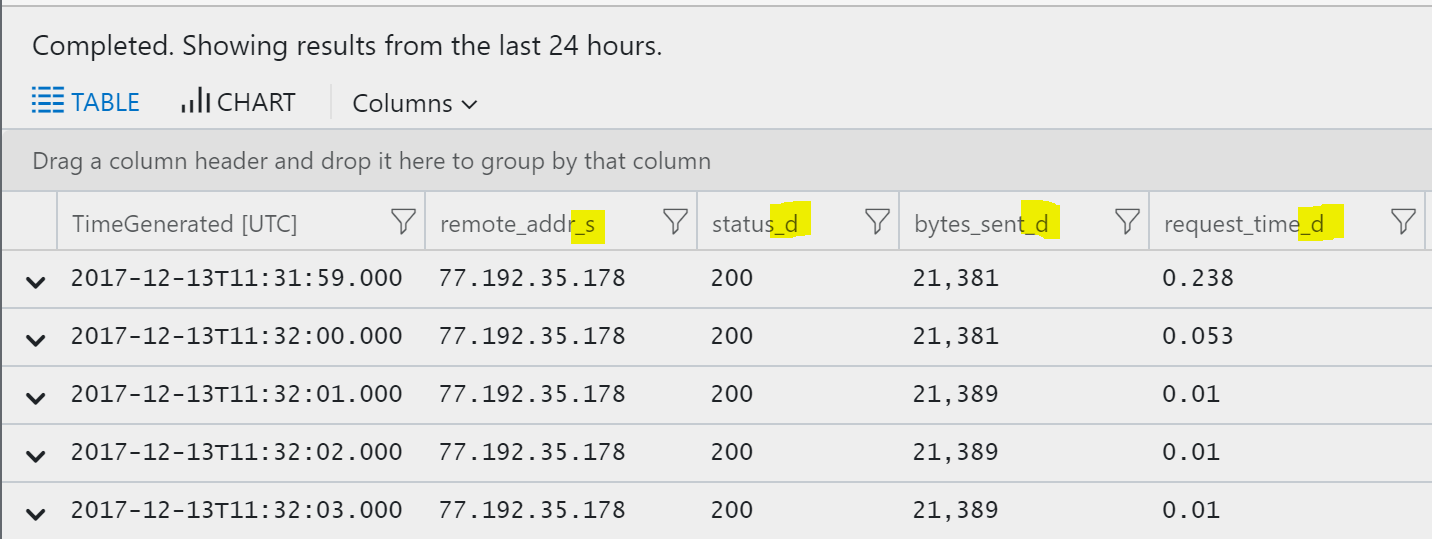 Completed. Showing results from the last 24 hours.
TABLE CHART Columns
Drag a column header and drop it here to group by that column
TimeGenerated [UTC] remote_addr_s status_d bytes_sent_d request_time_d
2017-12-13T11:31:59.000 77.192.35.178 200 21,381 0.238
2017-12-13T11:32:00.000 77.192.35.178 200 21,381 0.053
2017-12-13T11:32:01.000 77.192.35.178 200 21,389 0.01
2017-12-13T11:32:02.000 77.192.35.178 200 21,389 0.01
2017-12-13T11:32:03.000 77.192.35.178 200 21,389 0.01